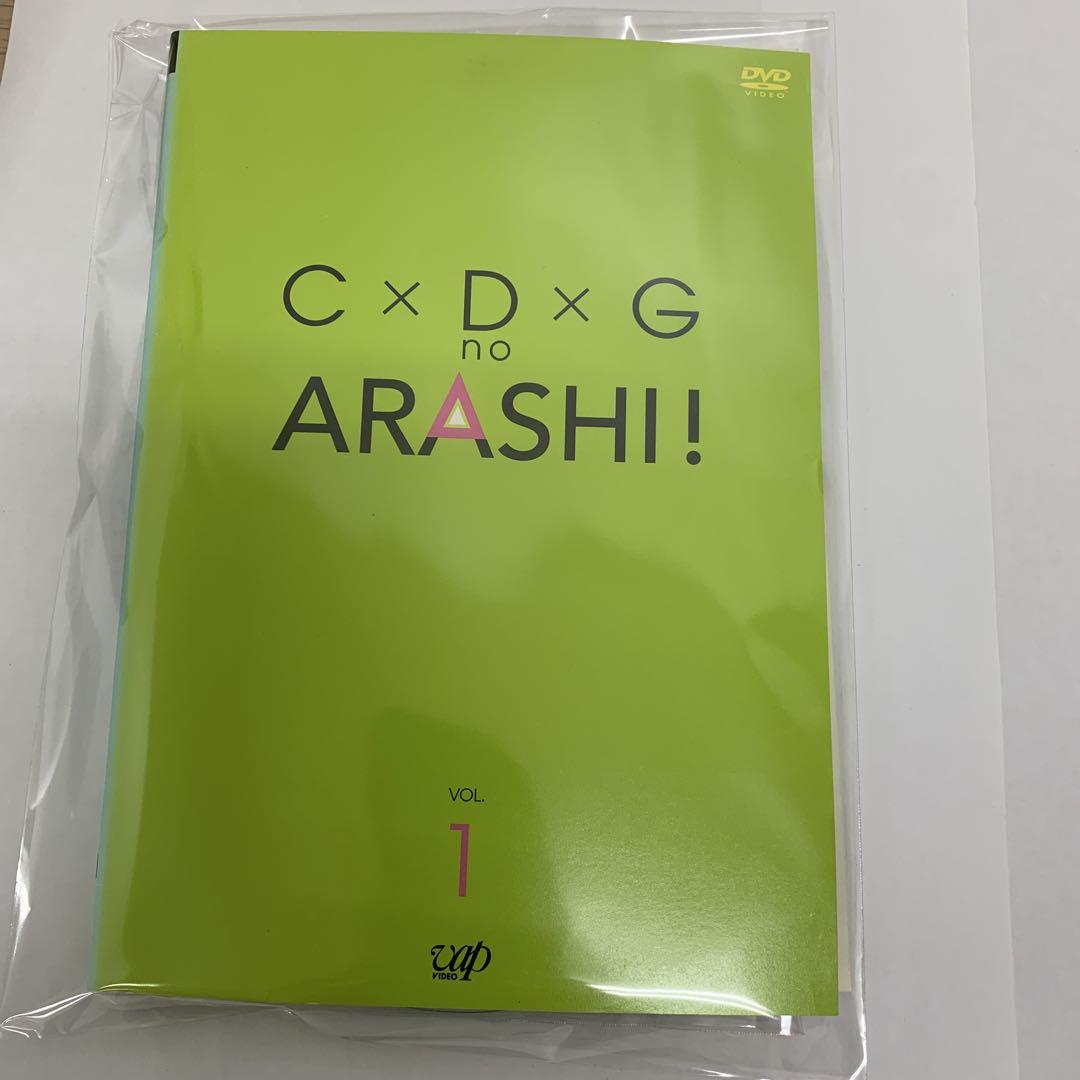 DVD
VIDEO
C × D × G
no
ARASHI!
VOL.
1
vap
VIDEO